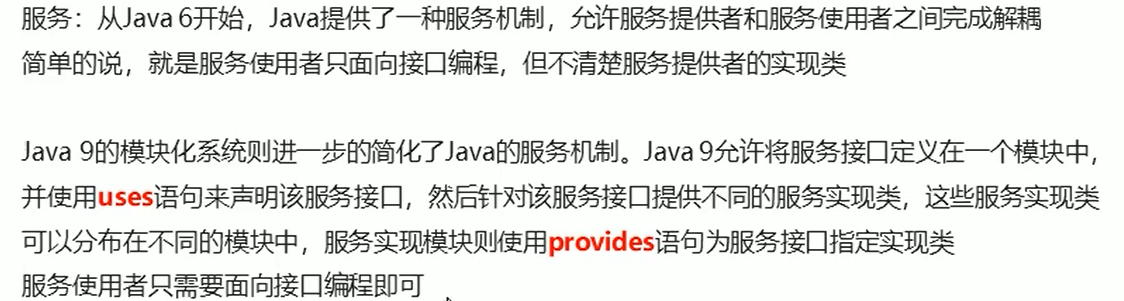 服务：从Java 6开始，Java提供了一种服务机制，允许服务提供者和服务使用者之间完成解耦
简单的说，就是服务使用者只面向接口编程，但不清楚服务提供者的实现类
Java 9的模块化系统则进一步的简化了Java的服务机制。Java 9允许将服务接口定义在一个模块中，
并使用uses语句来声明该服务接口，然后针对该服务接口提供不同的服务实现类，这些服务实现类
可以分布在不同的模块中，服务实现模块则使用provides语句为服务接口指定实现类
服务使用者只需要面向接口编程即可